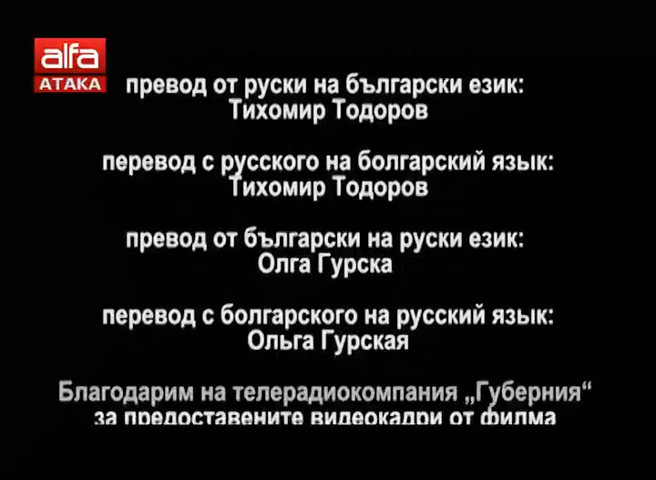 alfa
АТАКА
превод от руски на български език:
Тихомир Тодоров
перевод с русского на болгарский язык:
Тихомир Тодоров
превод от български на руски език:
Олга Гурска
перевод с болгарского на русский язык:
Ольга Гурская
Благодарим на телерадиокомпания „Губерния“
за предоставените видеокадри от филма